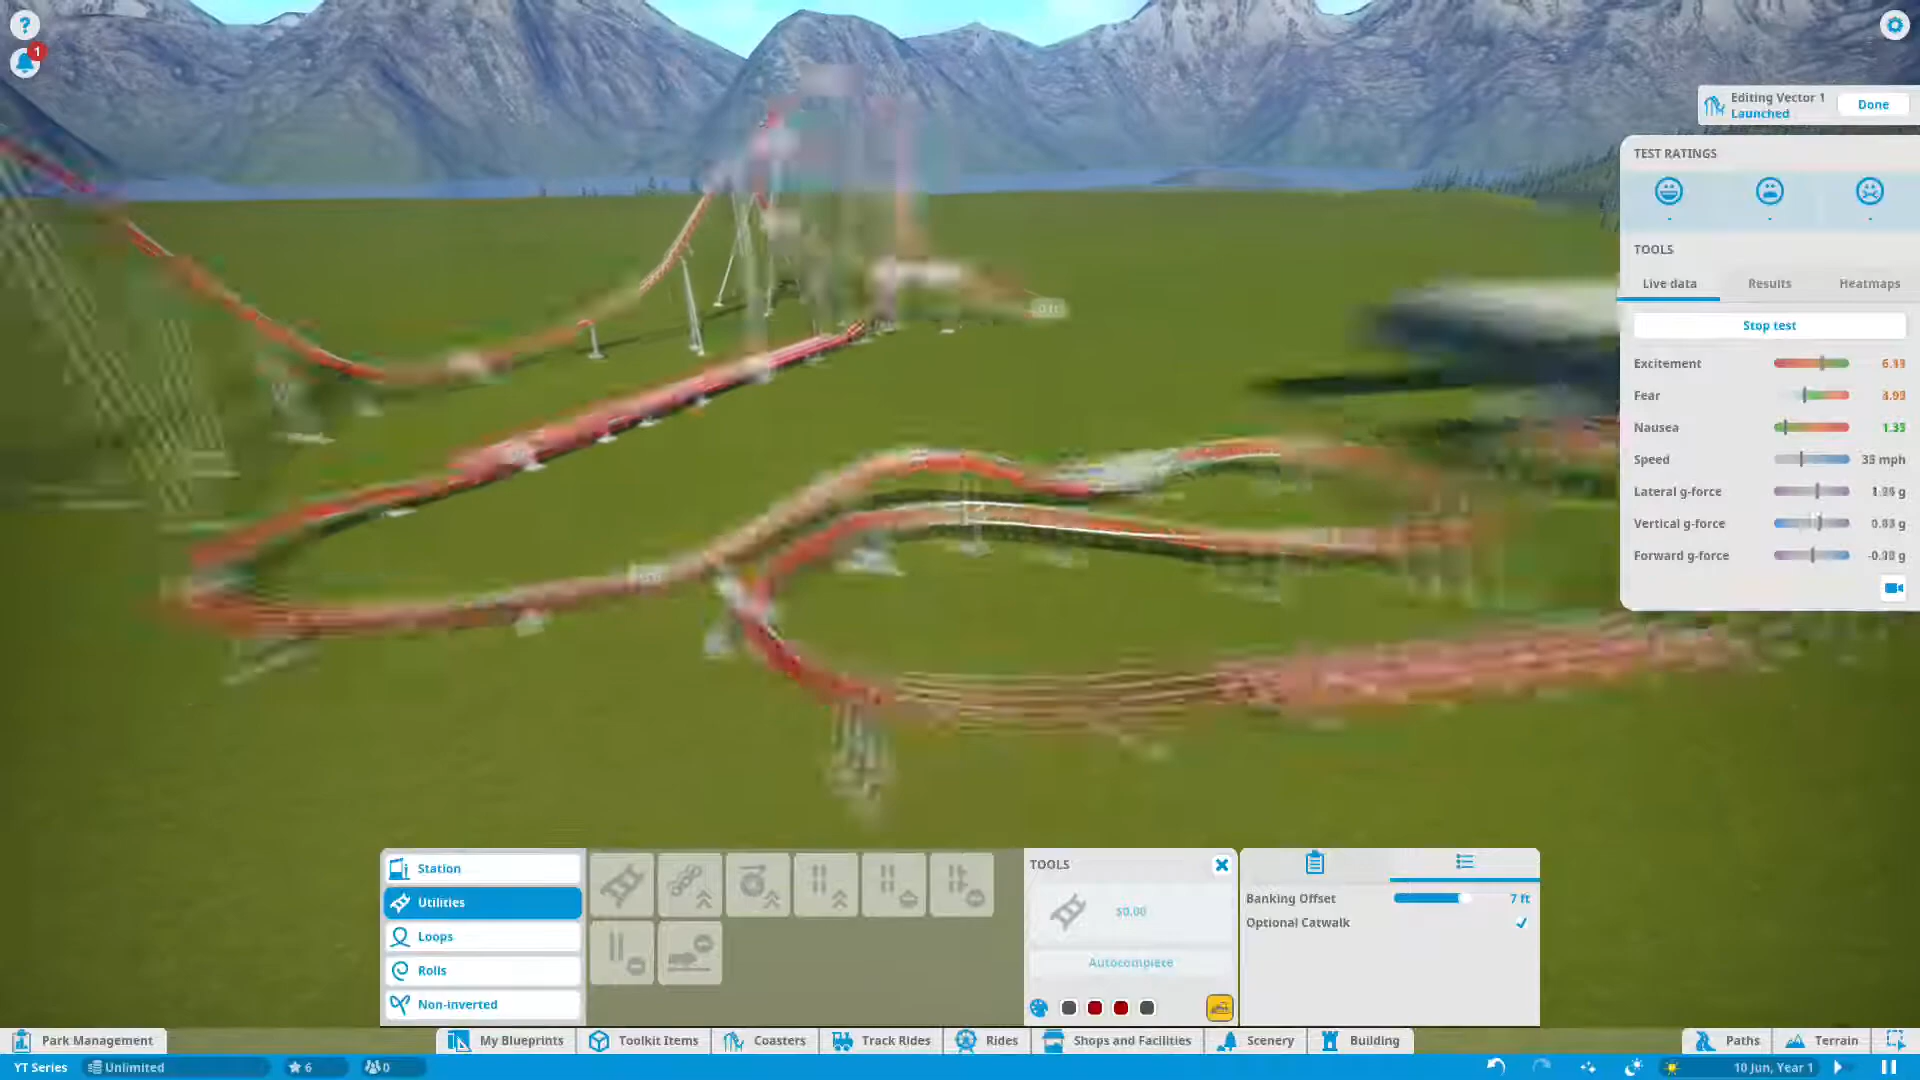 ?
1
Editing Vector 1
Launched
Done
TEST RATINGS
-
-
-
TOOLS
Live data
Results
Heatmaps
Stop test
Excitement
Fear
Nausea
Speed
33 mph
Lateral g-force
Vertical g-force
Forward g-force
Station
Utilities
Loops
Rolls
Non-inverted
TOOLS
$0.00
Autocomplete
Banking Offset
7 ft
Optional Catwalk
Park Management
My Blueprints
Toolkit Items
Coasters
Track Rides
Rides
Shops and Facilities
Scenery
Building
Paths
Terrain
YT Series
Unlimited
6
0
10 Jun, Year 1